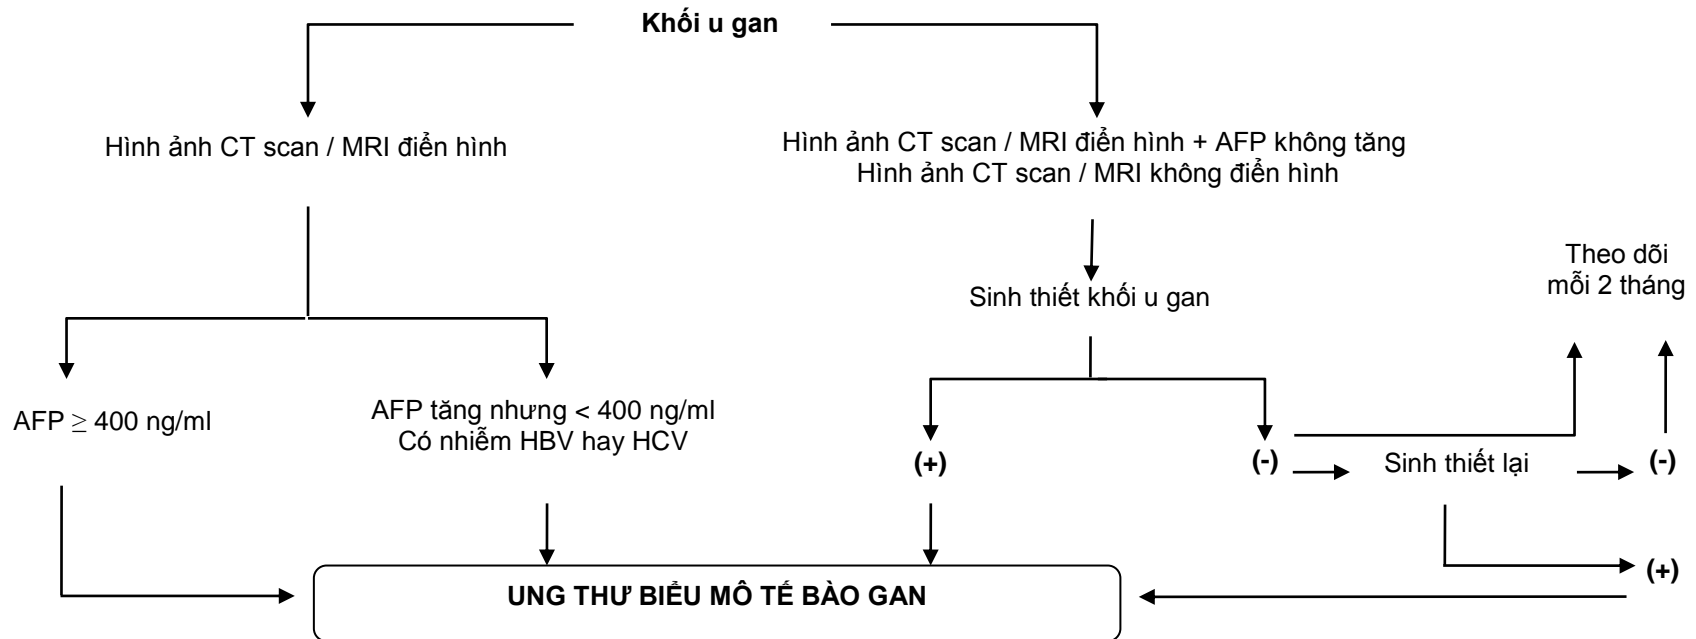 Khối u gan
Hình ảnh CT scan / MRI điển hình
Hình ảnh CT scan / MRI điển hình + AFP không tăng
Hình ảnh CT scan / MRI không điển hình
Theo dõi
mỗi 2 tháng
Sinh thiết khối u gan
AFP ≥ 400 ng/ml
AFP tăng nhưng < 400 ng/ml
Có nhiễm HBV hay HCV
(+)
(-)
Sinh thiết lại
(-)
(+)
UNG THƯ BIỂU MÔ TẾ BÀO GAN